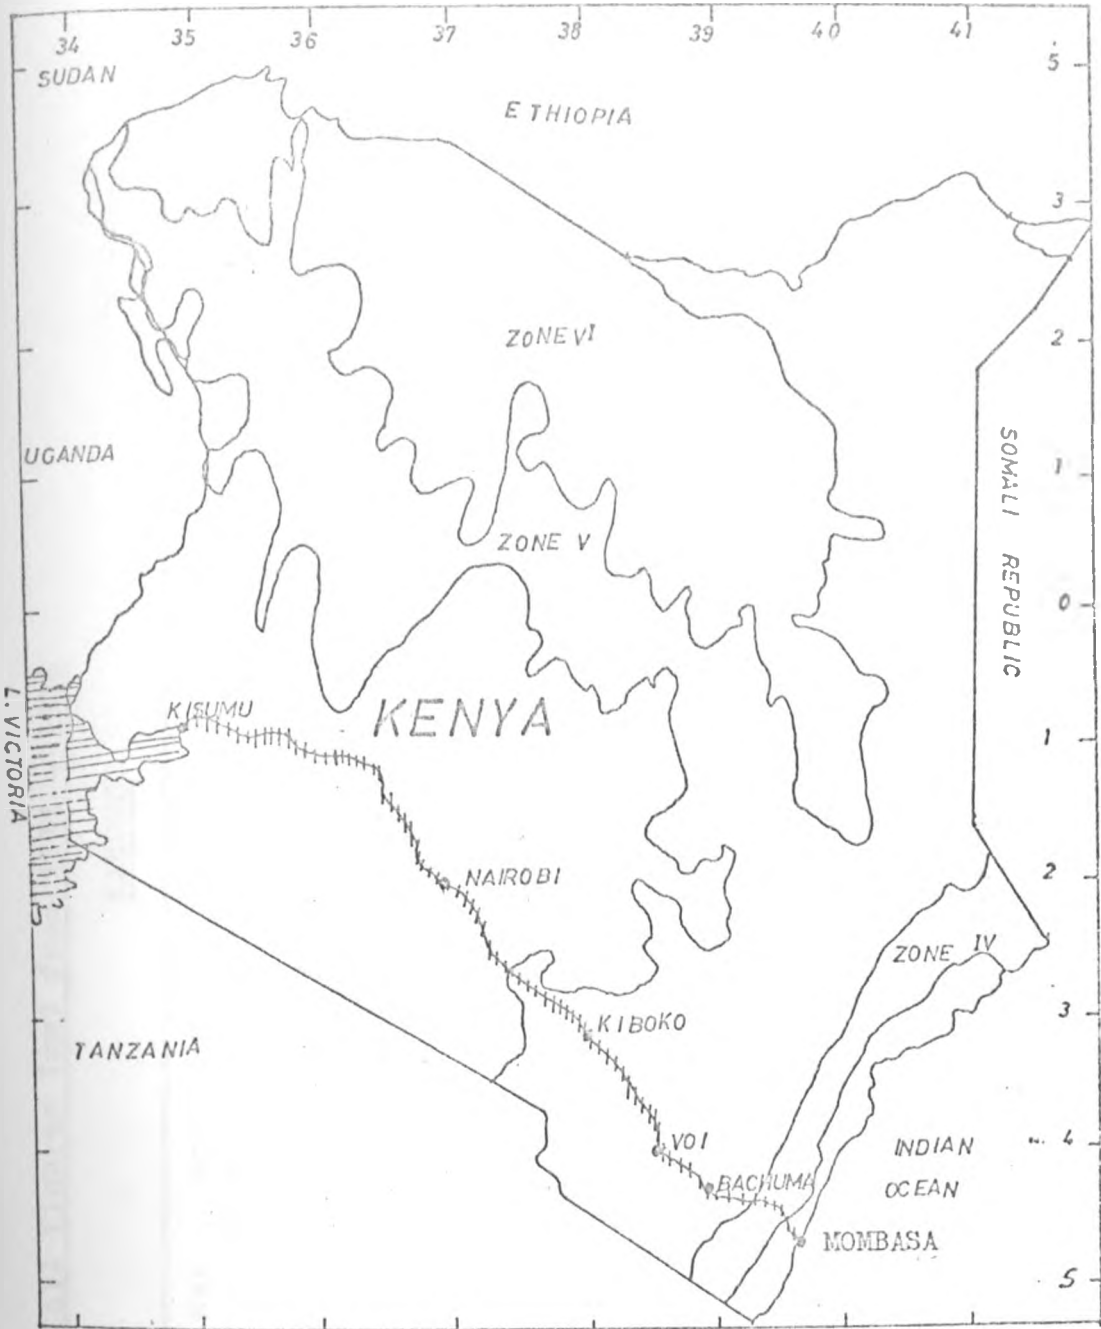 34 35 36 37 38 39 40 41
5
SUDAN
ETHIOPIA
3
ZONE VI
2
UGANDA
SOMALI REPUBLIC
1
ZONE V
0
L. VICTORIA
KISUMU
KENYA
1
NAIROBI
2
ZONE IV
3
KIBOKO
TANZANIA
VOI
INDIAN
OCEAN
4
BACHUMA
MOMBASA
5